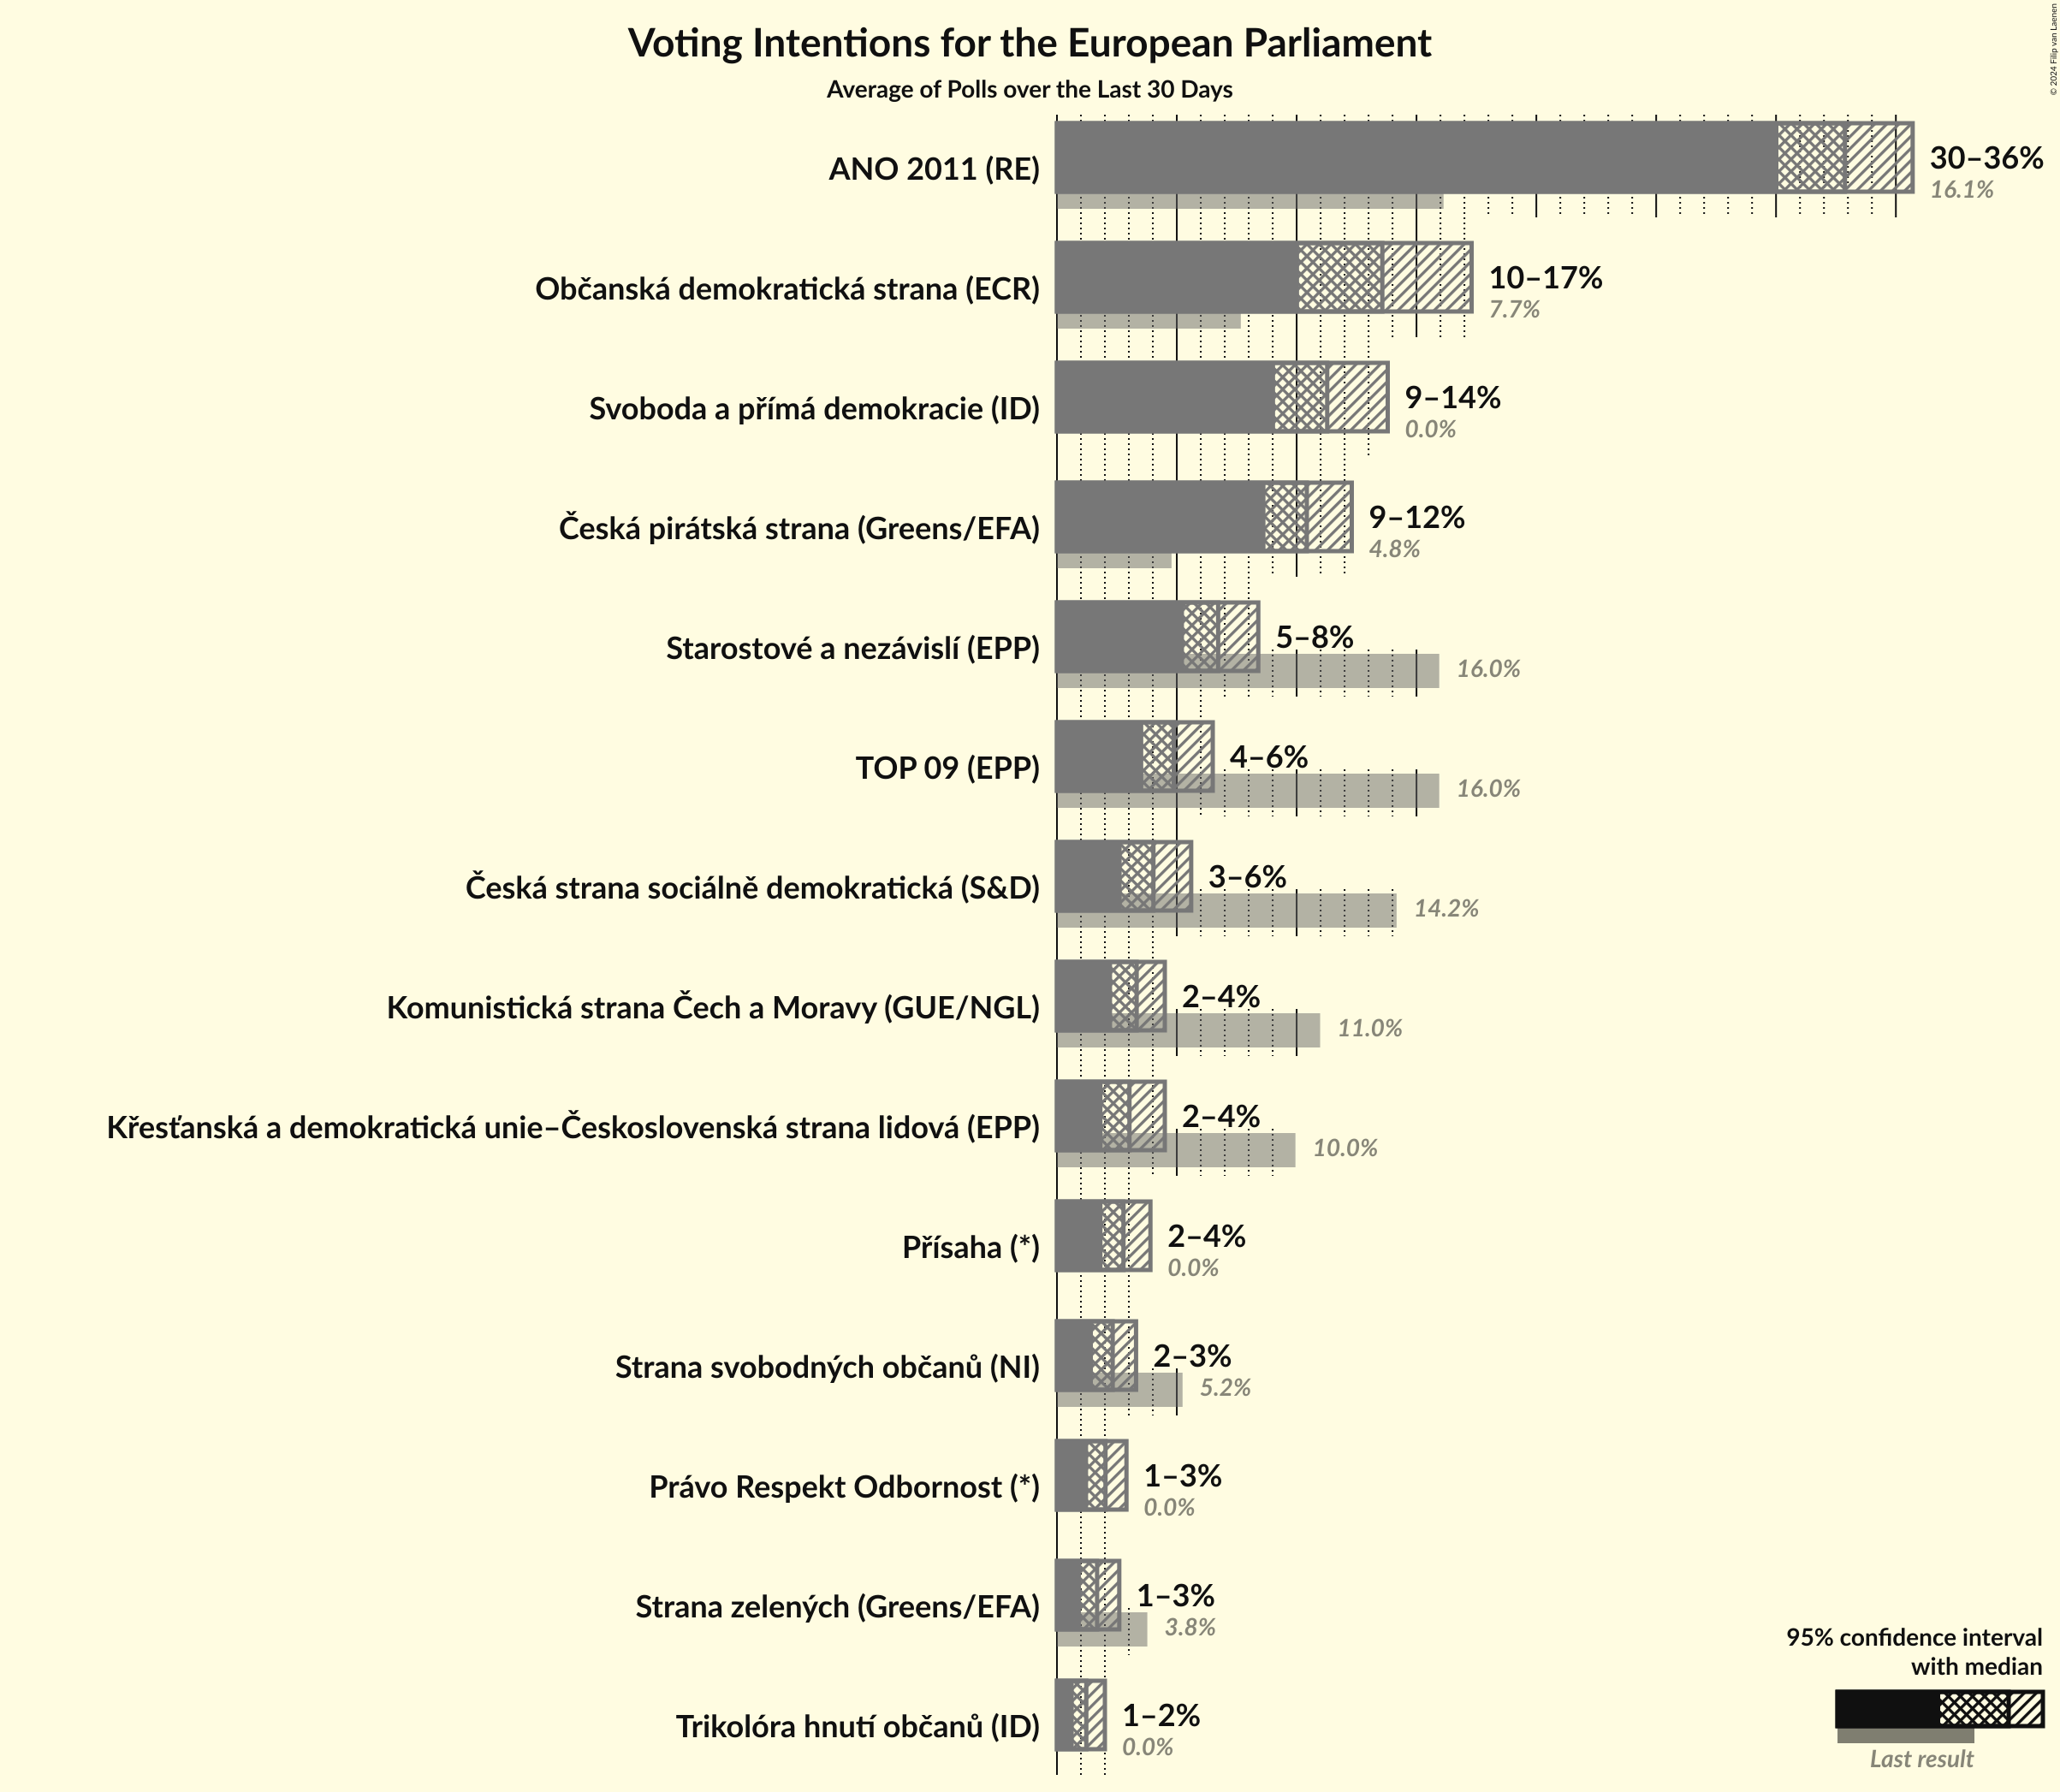 Voting Intentions for the European Parliament
Average of Polls over the Last 30 Days
© 2024 Filip van Laenen
ANO 2011 (RE)
30–36%
16.1%
Občanská demokratická strana (ECR)
10–17%
7.7%
Svoboda a přímá demokracie (ID)
9–14%
0.0%
Česká pirátská strana (Greens/EFA)
9–12%
4.8%
Starostové a nezávislí (EPP)
5–8%
16.0%
TOP 09 (EPP)
4–6%
16.0%
Česká strana sociálně demokratická (S&D)
3–6%
14.2%
Komunistická strana Čech a Moravy (GUE/NGL)
2–4%
11.0%
Křesťanská a demokratická unie–Československá strana lidová (EPP)
2–4%
10.0%
Přísaha (*)
2–4%
0.0%
Strana svobodných občanů (NI)
2–3%
5.2%
Právo Respekt Odbornost (*)
1–3%
0.0%
Strana zelených (Greens/EFA)
1–3%
3.8%
Trikolóra hnutí občanů (ID)
1–2%
0.0%
95% confidence interval
with median
Last result